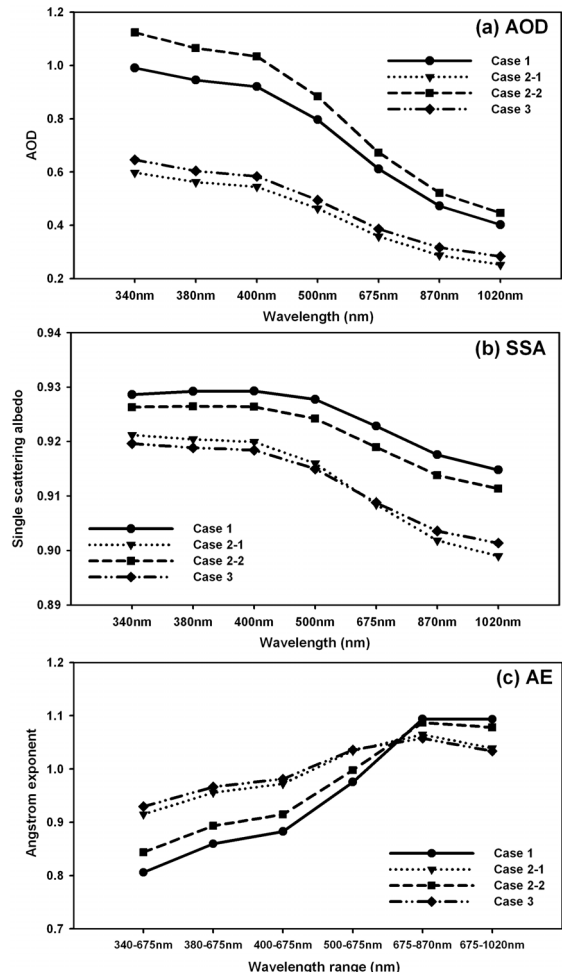 (a) AOD
1.2
1.0
0.8
0.6
0.4
0.2
AOD
Case 1
Case 2-1
Case 2-2
Case 3
340nm 380nm 400nm 500nm 675nm 870nm 1020nm
Wavelength (nm)
(b) SSA
0.94
0.93
0.92
0.91
0.90
0.89
Single scattering albedo
Case 1
Case 2-1
Case 2-2
Case 3
340nm 380nm 400nm 500nm 675nm 870nm 1020nm
Wavelength (nm)
(c) AE
1.2
1.1
1.0
0.9
0.8
0.7
Angstrom exponent
Case 1
Case 2-1
Case 2-2
Case 3
340-675nm 380-675nm 400-675nm 500-675nm 675-870nm 675-1020nm
Wavelength range (nm)